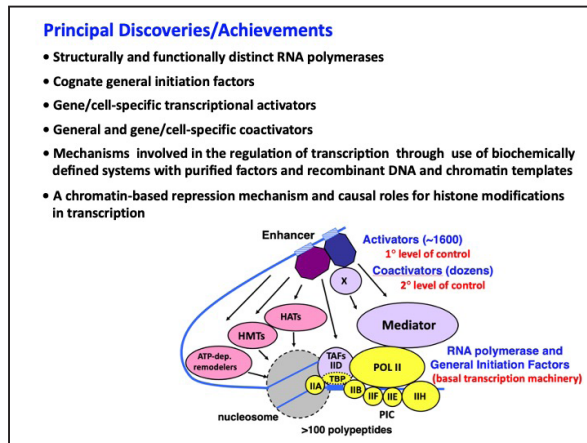 Principal Discoveries/Achievements
• Structurally and functionally distinct RNA polymerases
• Cognate general initiation factors
• Gene/cell-specific transcriptional activators
• General and gene/cell-specific coactivators
• Mechanisms involved in the regulation of transcription through use of biochemically
defined systems with purified factors and recombinant DNA and chromatin templates
• A chromatin-based repression mechanism and causal roles for histone modifications
in transcription
Enhancer
Activators (~1600)
1° level of control
Coactivators (dozens)
2° level of control
X
HATs
Mediator
HMTs
ATP-dep.
remodelers
TAFs
IID
TBP
POL II
RNA polymerase and
General Initiation Factors
(basal transcription machinery)
IIA
IIB
IIF
IIE
IIH
nucleosome
PIC
>100 polypeptides